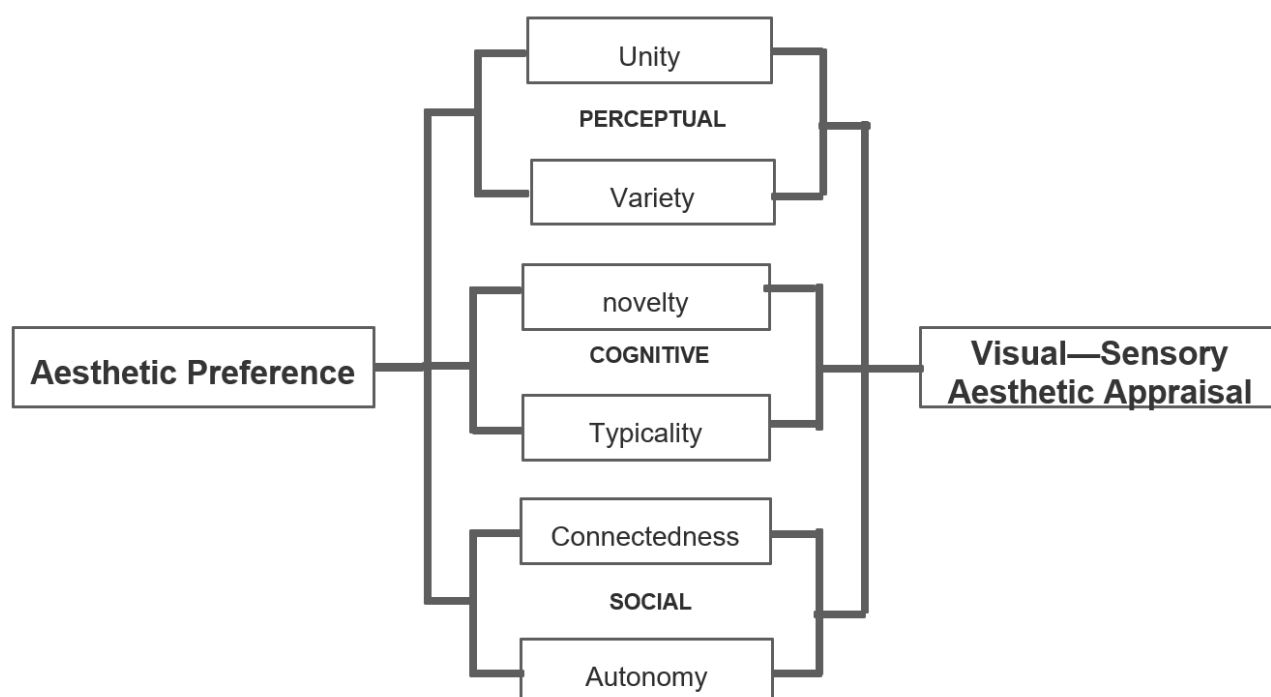 Unity
PERCEPTUAL
Variety
novelty
Aesthetic Preference
COGNITIVE
Visual—Sensory
Aesthetic Appraisal
Typicality
Connectedness
SOCIAL
Autonomy